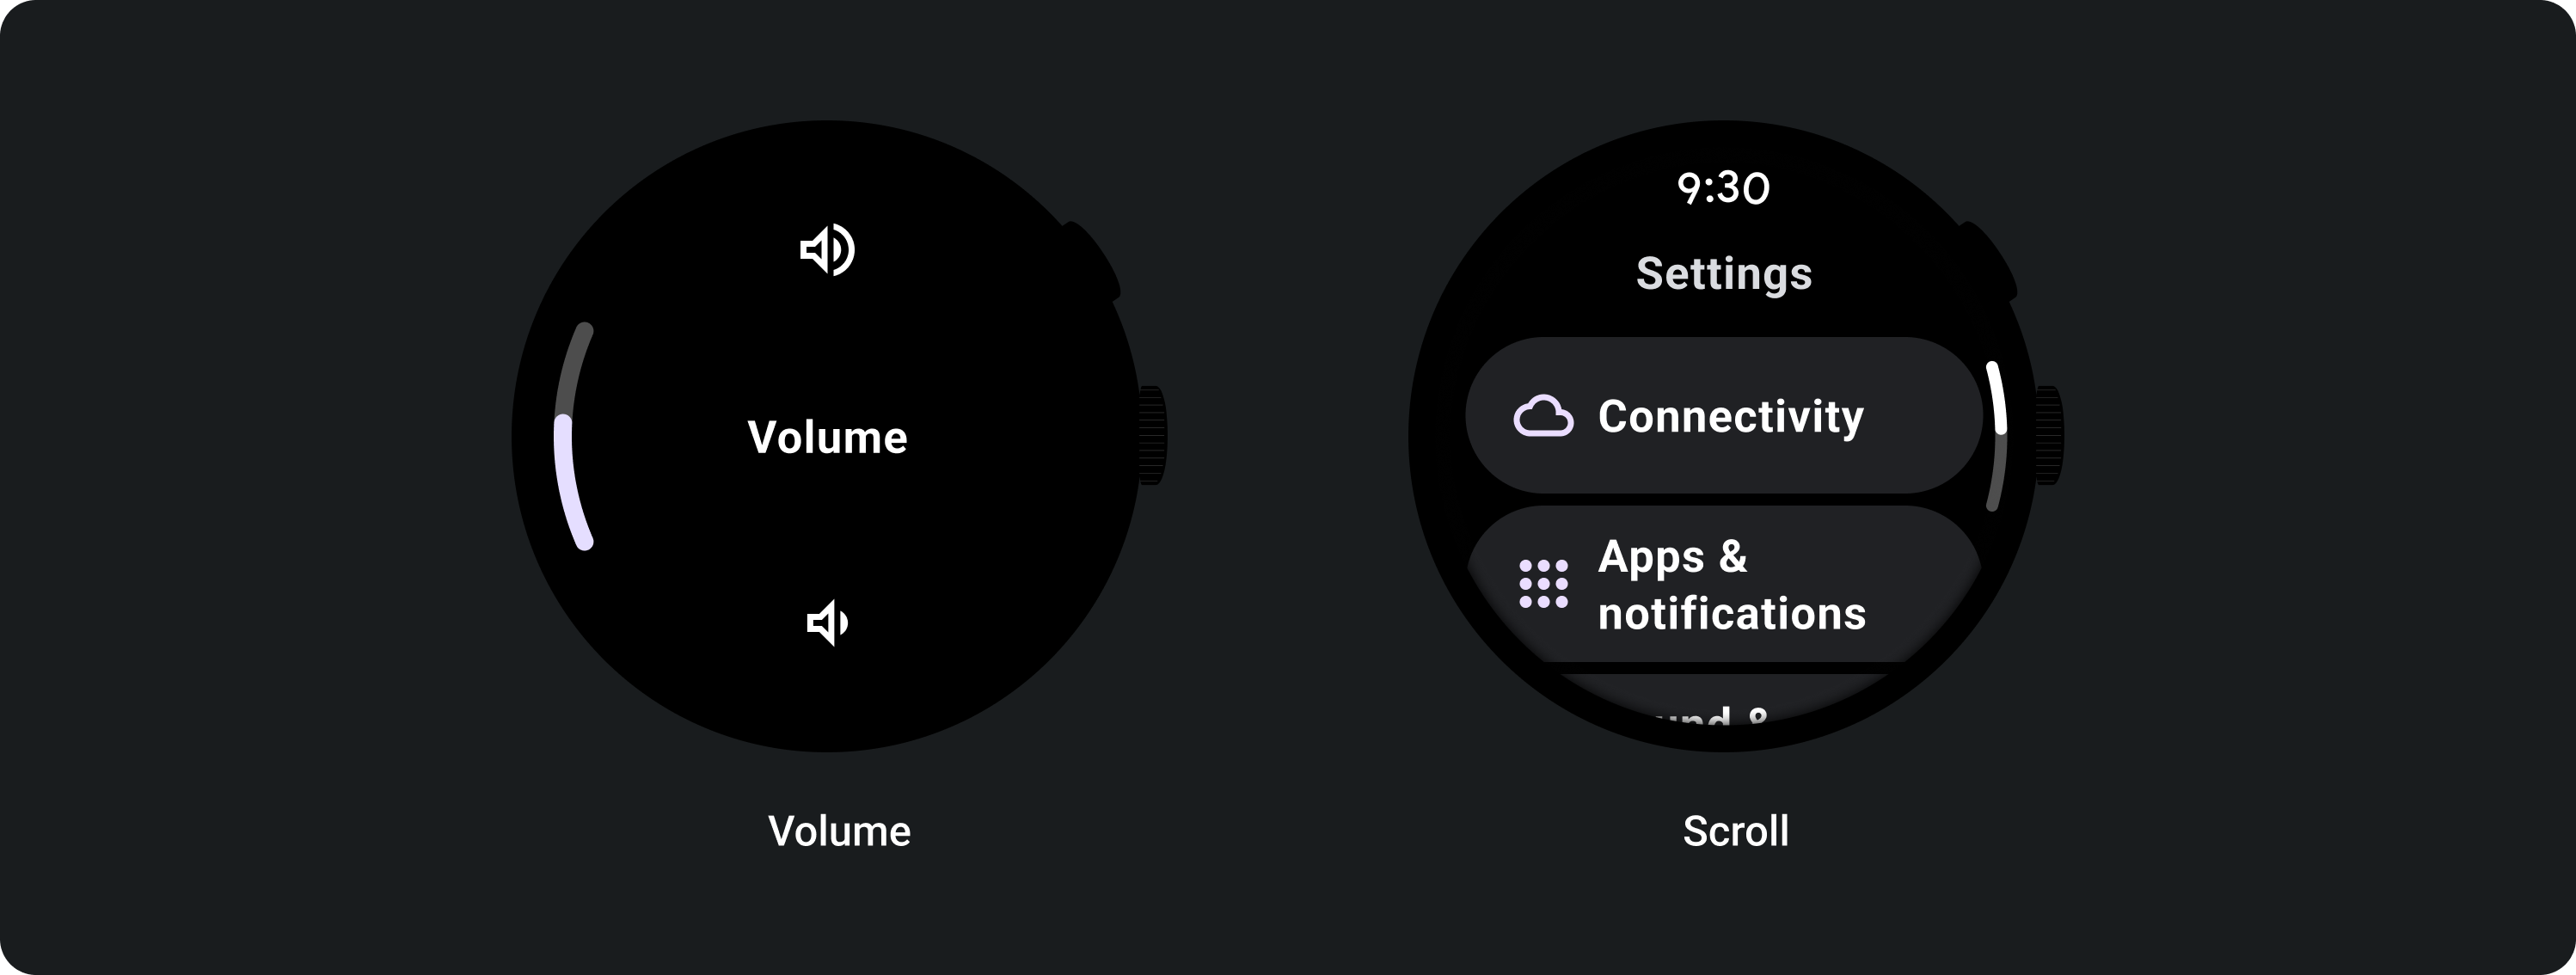 Volume
Volume
9:30
Settings
Connectivity
Apps &
notifications
&
Scroll